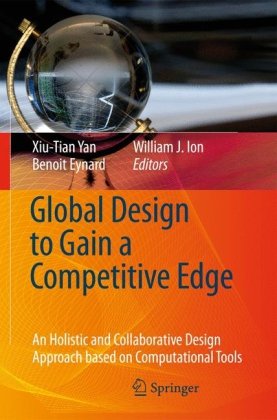 Xiu-Tian Yan
Benoit Eynard
William J. Ion
Editors
Global Design
to Gain a
Competitive Edge
An Holistic and Collaborative Design
Approach based on Computational Tools
Springer